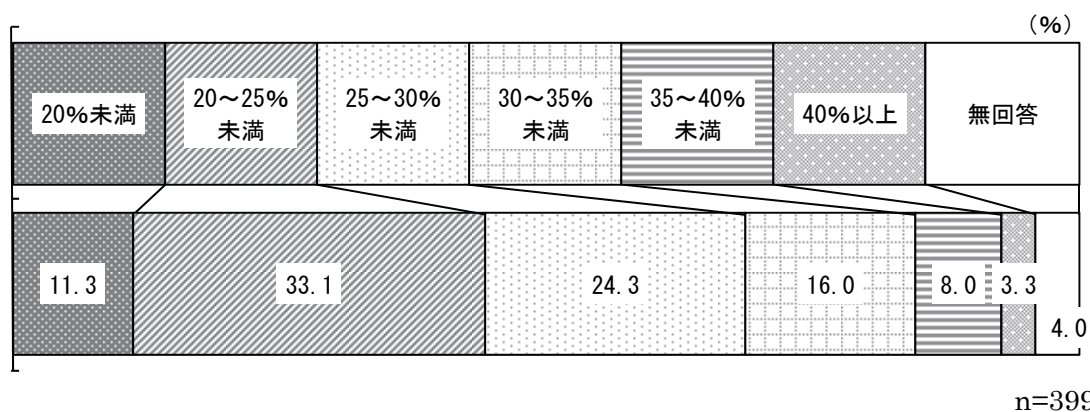 (%)
20%未満
20～25%
未満
25～30%
未満
30～35%
未満
35～40%
未満
40%以上
無回答
11.3
33.1
24.3
16.0
8.0
3.3
4.0
n=399